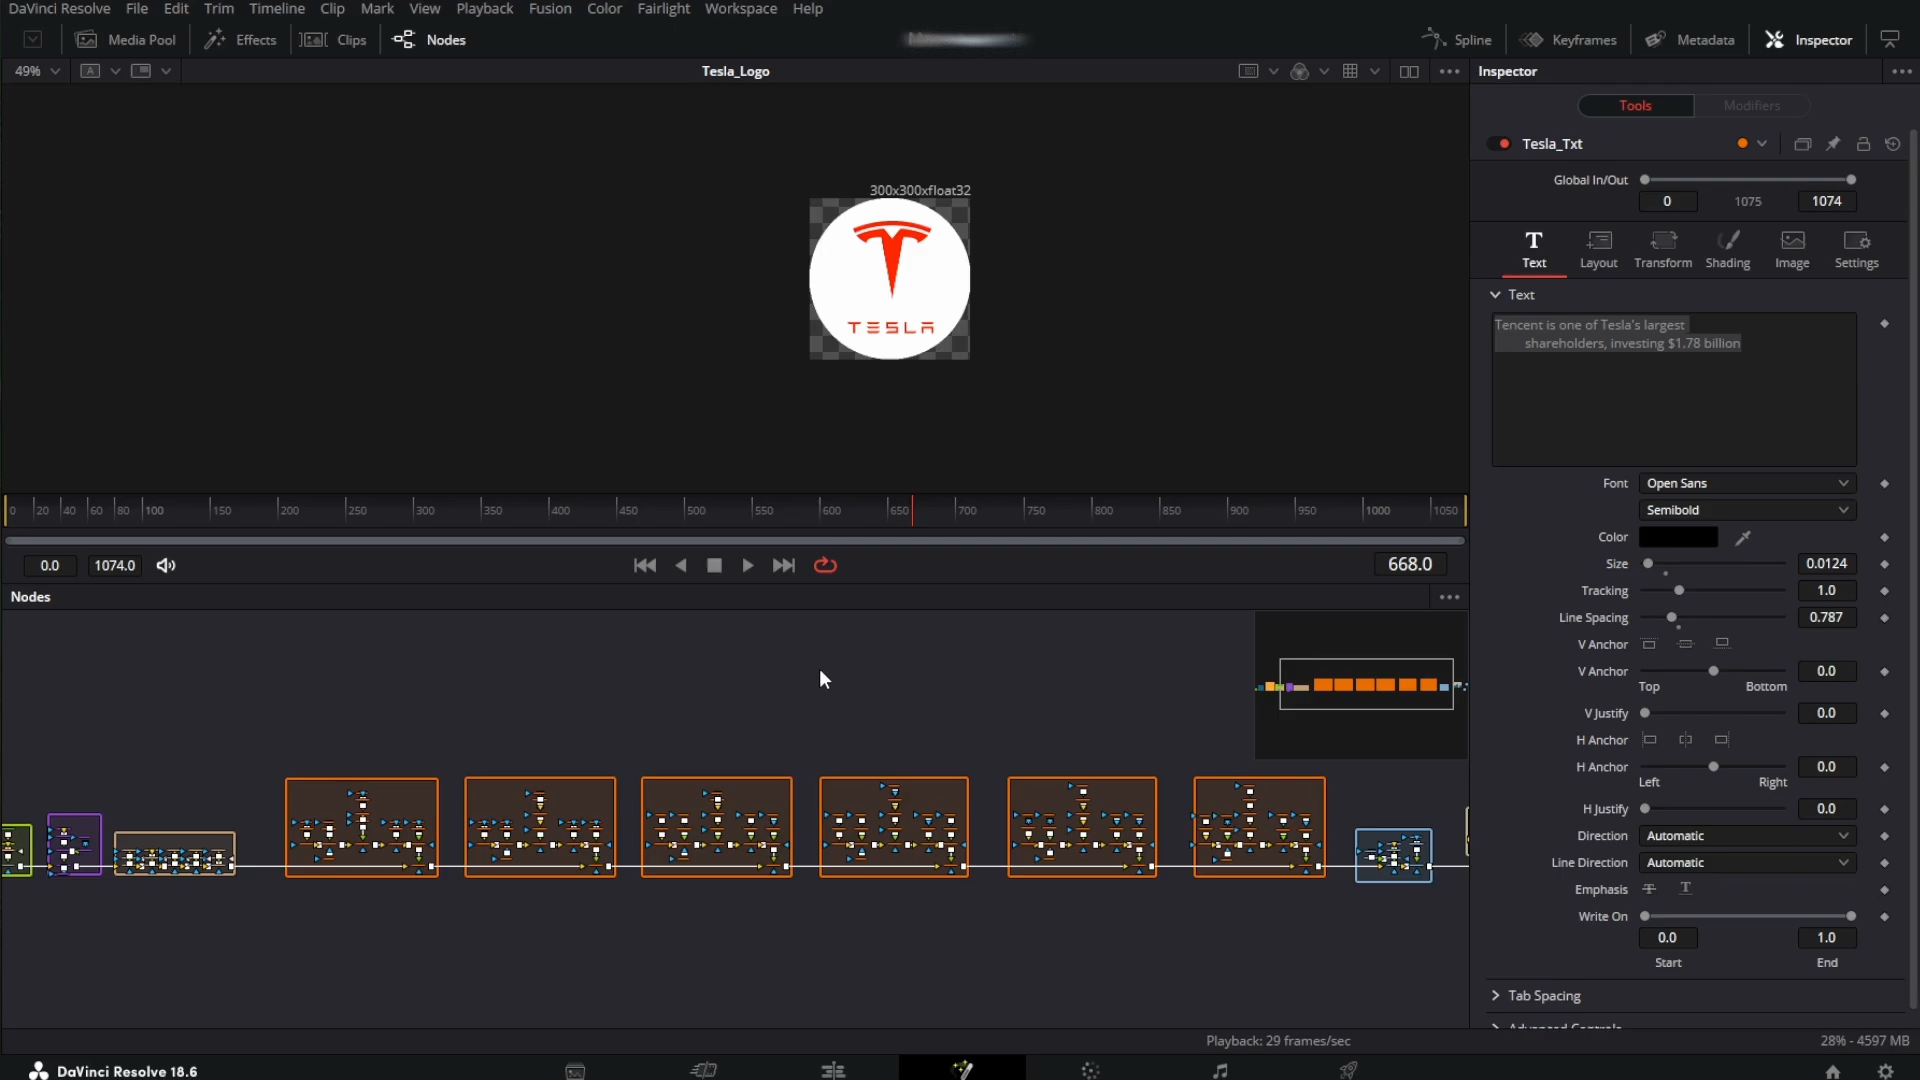 DaVinci Resolve File Edit Trim Timeline Clip Mark View Playback Fusion Color Fairlight Workspace Help
Media Pool Effects Clips Nodes
Spline Keyframes Metadata Inspector
49% A Tesla_Logo
Inspector
Tools Modifiers
Tesla_Txt
Global In/Out
0 1075 1074
T
Text Layout Transform Shading Image Settings
Text
Tencent is one of Tesla's largest
shareholders, investing $1.78 billion
Font Open Sans
Semibold
Color
Size 0.0124
Tracking 1.0
Line Spacing 0.787
V Anchor
V Anchor 0.0
Top Bottom
V Justify 0.0
H Anchor
H Anchor 0.0
Left Right
H Justify 0.0
Direction Automatic
Line Direction Automatic
Emphasis T T
Write On
0.0 1.0
Start End
Tab Spacing
Advanced Controls
300x300xfloat32
TESLA
0 20 40 60 80 100 150 200 250 300 350 400 450 500 550 600 650 700 750 800 850 900 950 1000 1050
0.0 1074.0 668.0
Nodes
Playback: 29 frames/sec 28% - 4597 MB
DaVinci Resolve 18.6